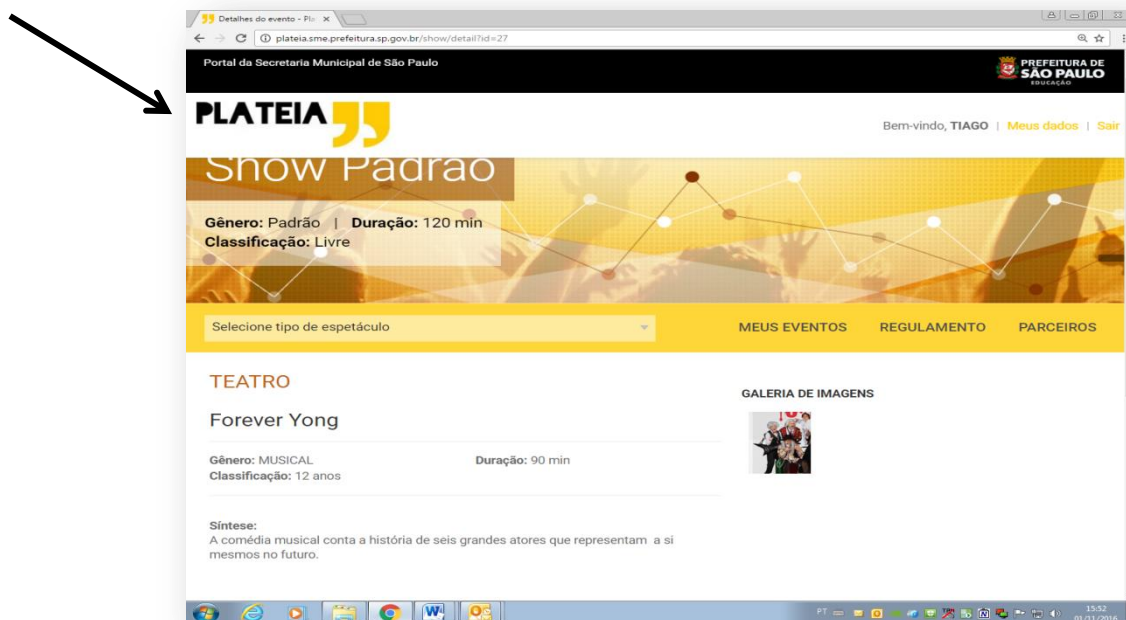 Detalhes do evento - Pla
plateia.sme.prefeitura.sp.gov.br/show/detail?id=27
Portal da Secretaria Municipal de São Paulo
PREFEITURA DE
SÃO PAULO
EDUCAÇÃO
PLATEIA
Bem-vindo, TIAGO | Meus dados | Sair
Show Padrão
Gênero: Padrão | Duração: 120 min
Classificação: Livre
Selecione tipo de espetáculo
MEUS EVENTOS REGULAMENTO PARCEIROS
TEATRO
GALERIA DE IMAGENS
Forever Yong
Gênero: MUSICAL Duração: 90 min
Classificação: 12 anos
Síntese:
A comédia musical conta a história de seis grandes atores que representam a si
mesmos no futuro.
PT
15:52
01/11/2016